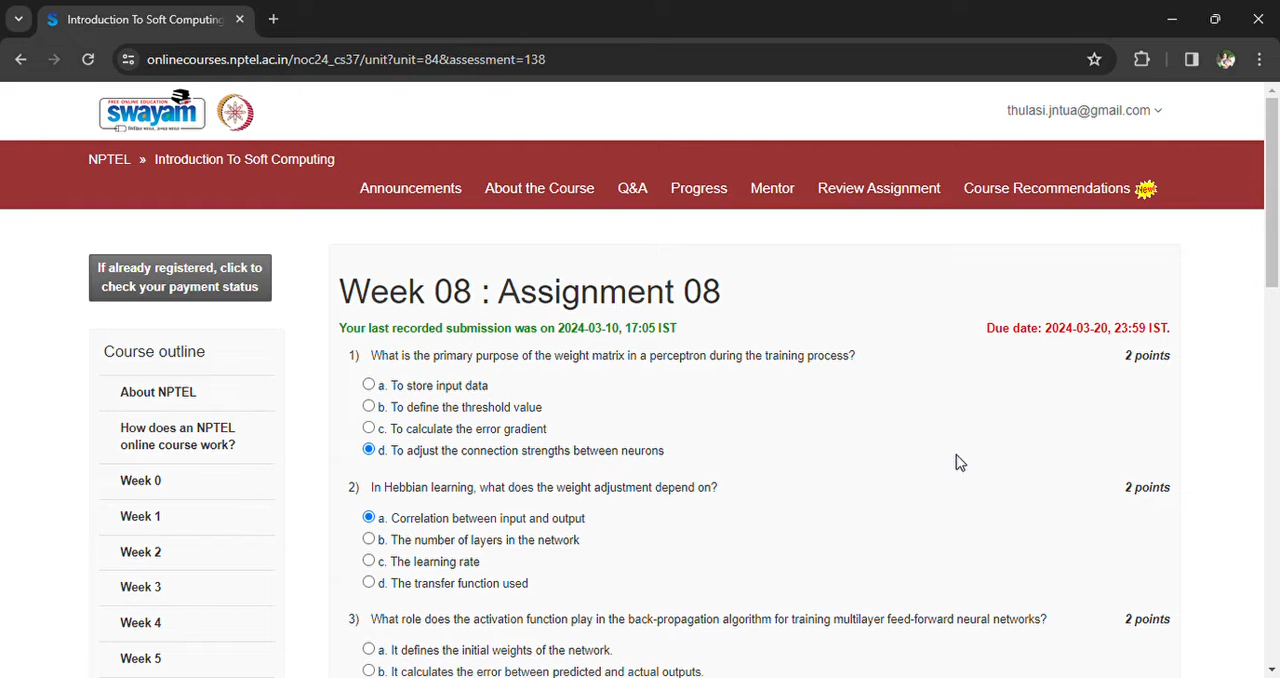 Introduction To Soft Computing
onlinecourses.nptel.ac.in/noc24_cs37/unit?unit=84&assessment=138
FREE ONLINE EDUCATION
swayam
thulasi.jntua@gmail.com
NPTEL » Introduction To Soft Computing
Announcements About the Course Q&A Progress Mentor Review Assignment Course Recommendations New
If already registered, click to
check your payment status
Course outline
About NPTEL
How does an NPTEL
online course work?
Week 0
Week 1
Week 2
Week 3
Week 4
Week 5
Week 08 : Assignment 08
Your last recorded submission was on 2024-03-10, 17:05 IST Due date: 2024-03-20, 23:59 IST.
1) What is the primary purpose of the weight matrix in a perceptron during the training process? 2 points
a. To store input data
b. To define the threshold value
c. To calculate the error gradient
d. To adjust the connection strengths between neurons
2) In Hebbian learning, what does the weight adjustment depend on? 2 points
a. Correlation between input and output
b. The number of layers in the network
c. The learning rate
d. The transfer function used
3) What role does the activation function play in the back-propagation algorithm for training multilayer feed-forward neural networks? 2 points
a. It defines the initial weights of the network.
b. It calculates the error between predicted and actual outputs.